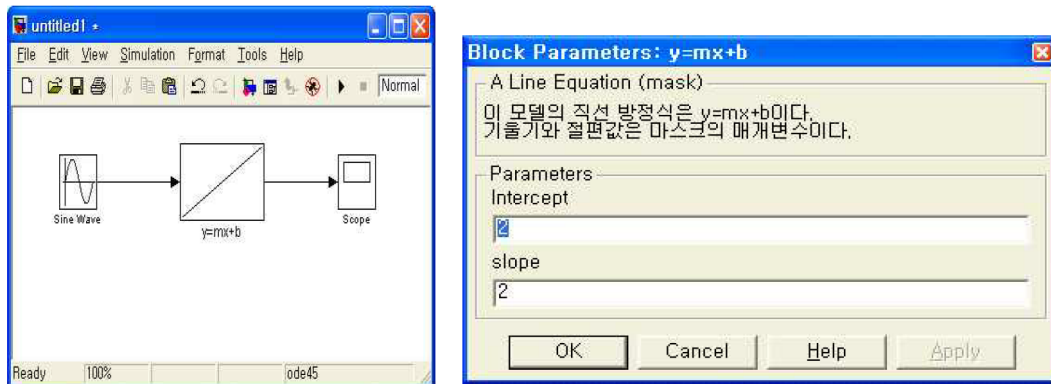 untitled1 *
File Edit View Simulation Format Tools Help
Normal
Sine Wave
y=mx+b
Scope
Ready 100% ode45
Block Parameters: y=mx+b
A Line Equation (mask)
이 모델의 직선 방정식은 y=mx+b이다.
기울기와 절편값은 마스크의 매개변수이다.
Parameters
Intercept
2
slope
2
OK Cancel Help Apply